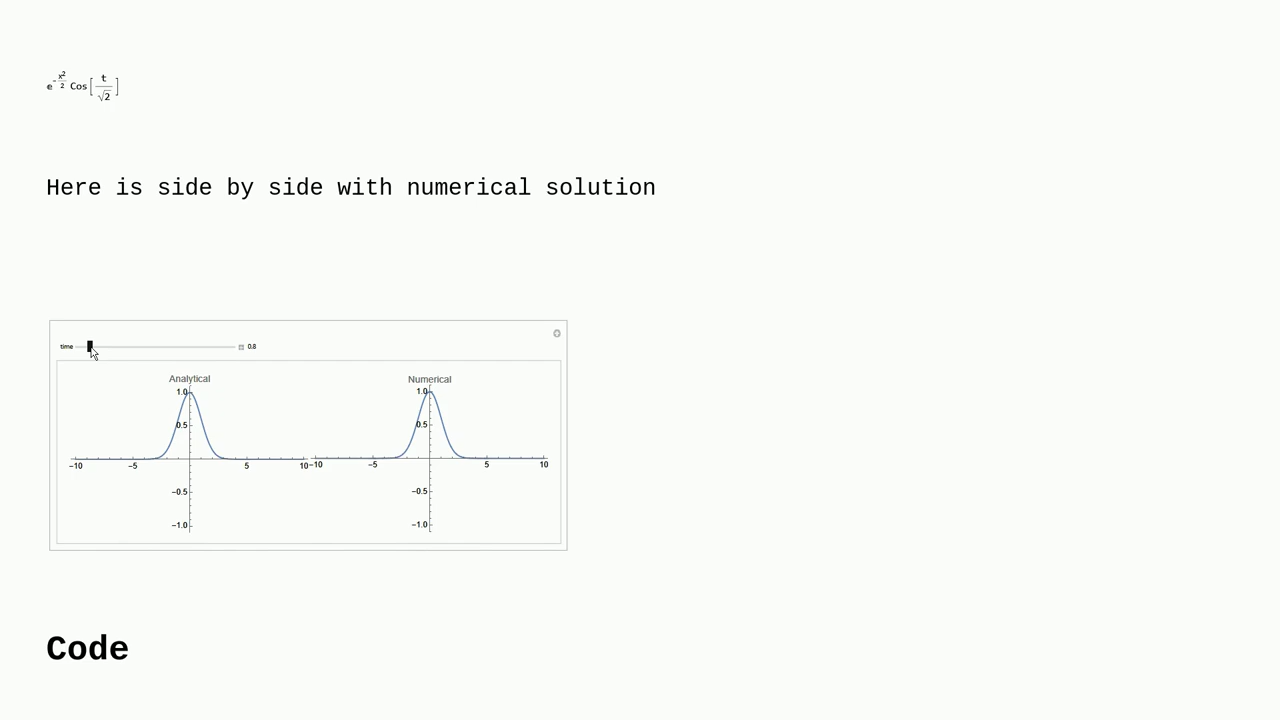 e^(-x^2/2) Cos[t/√2]
Here is side by side with numerical solution
time 0.8
Analytical
1.0
0.5
−10 −5 5 10
−0.5
−1.0
Numerical
1.0
0.5
−10 −5 5 10
−0.5
−1.0
Code